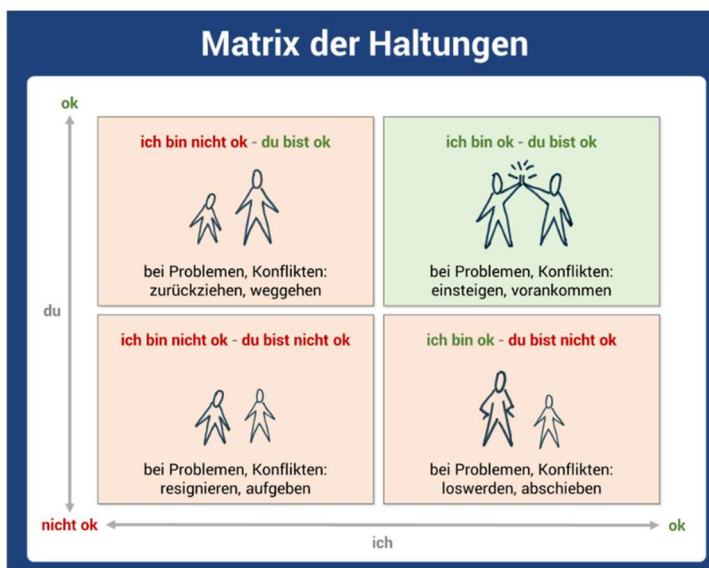 Matrix der Haltungen
ok
ich bin nicht ok - du bist ok
bei Problemen, Konflikten:
zurückziehen, weggehen
ich bin ok - du bist ok
bei Problemen, Konflikten:
einsteigen, vorankommen
du
ich bin nicht ok - du bist nicht ok
bei Problemen, Konflikten:
resignieren, aufgeben
ich bin ok - du bist nicht ok
bei Problemen, Konflikten:
loswerden, abschieben
nicht ok
ich
ok